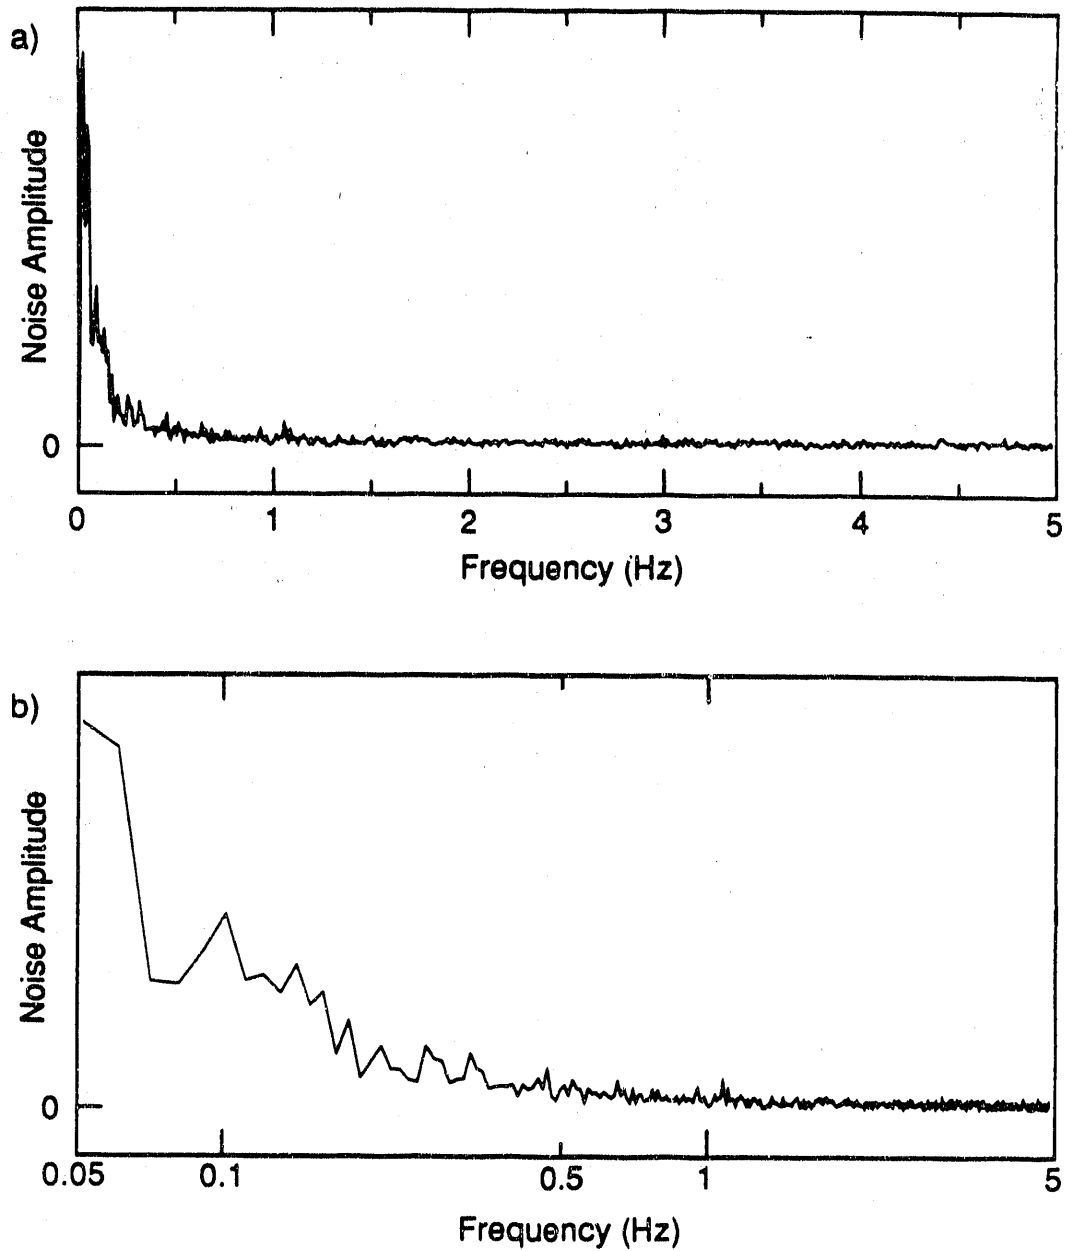 a)
Noise Amplitude
0
0 1 2 3 4 5
Frequency (Hz)
b)
Noise Amplitude
0
0.05 0.1 0.5 1 5
Frequency (Hz)